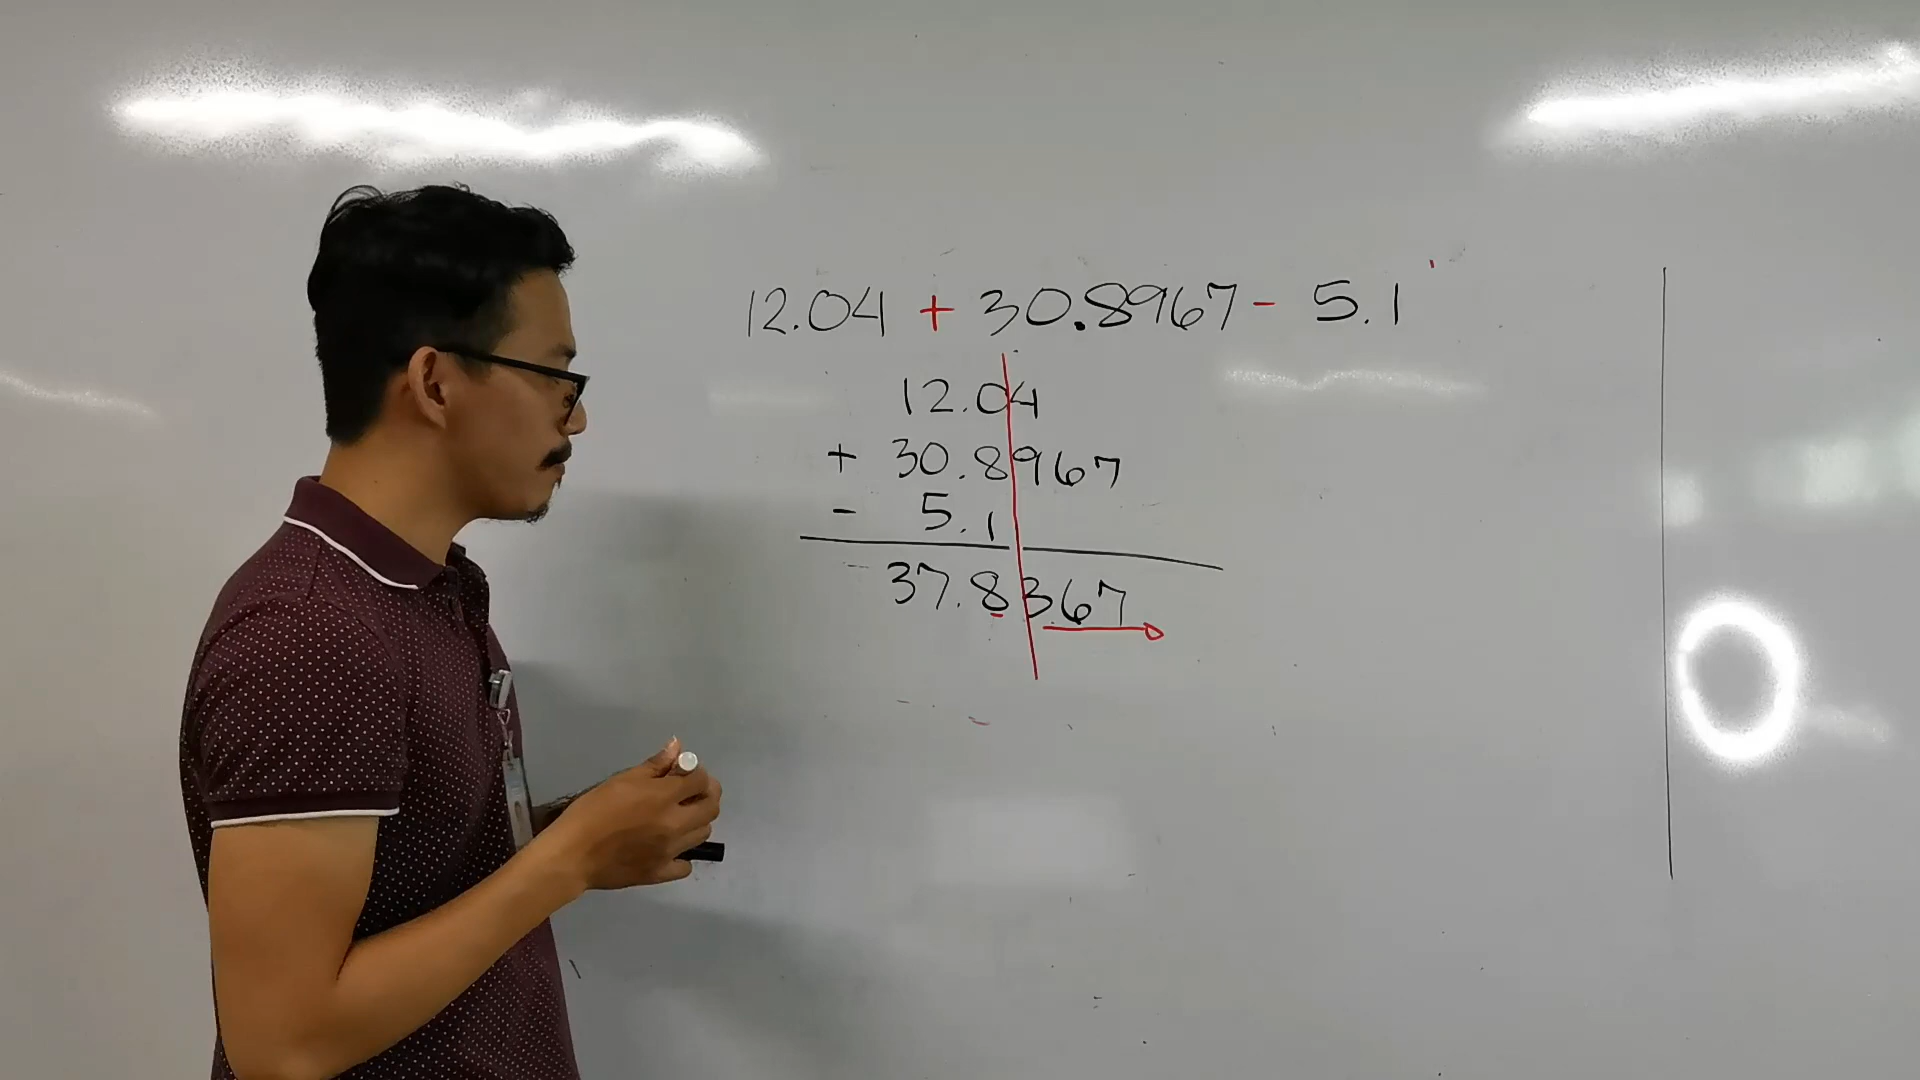 12.04 + 30.8967 - 5.1
12.04
+ 30.8967
- 5.1
37.8367